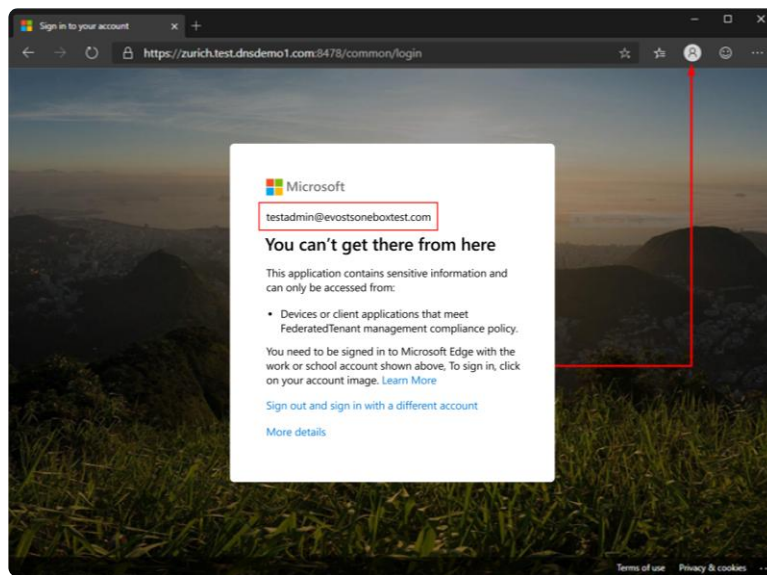 Sign in to your account
https://zurich.test.dnsdemo1.com:8478/common/login
Microsoft
testadmin@evostsoneboxtest.com
You can't get there from here
This application contains sensitive information and
can only be accessed from:
• Devices or client applications that meet
FederatedTenant management compliance policy.
You need to be signed in to Microsoft Edge with the
work or school account shown above, To sign in, click
on your account image. Learn More
Sign out and sign in with a different account
More details
Terms of use Privacy & cookies